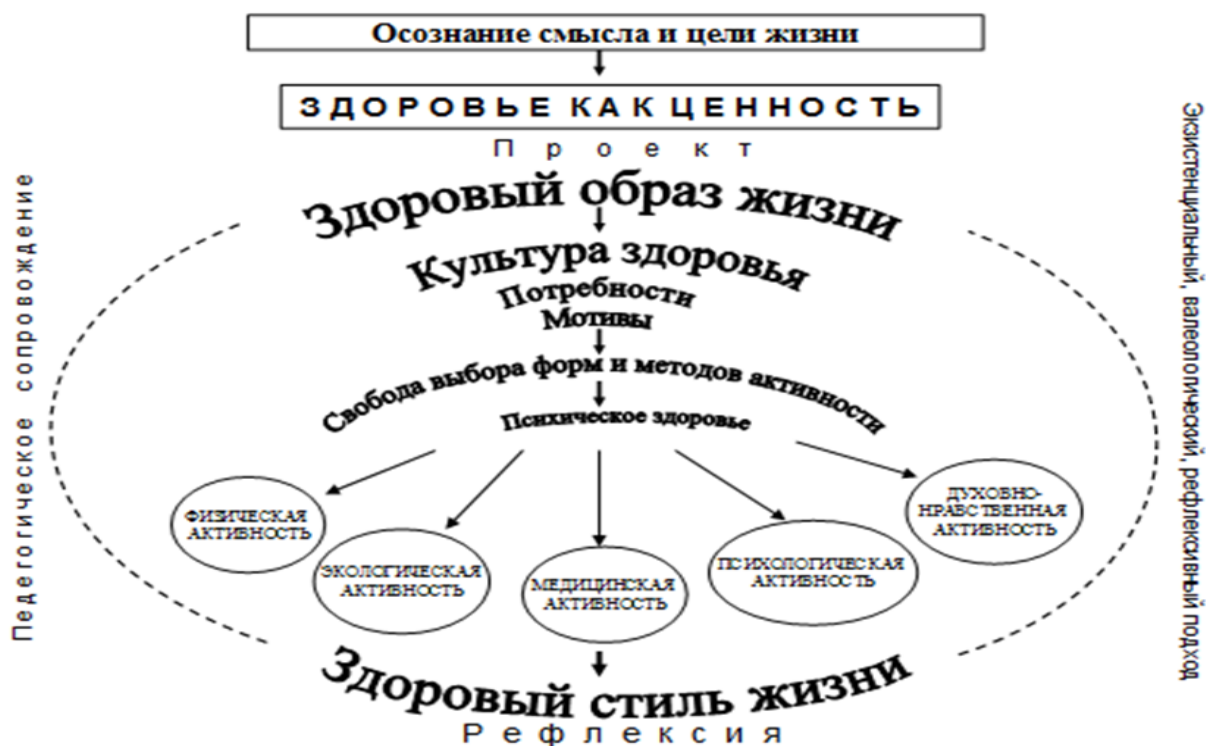 Осознание смысла и цели жизни
ЗДОРОВЬЕ КАК ЦЕННОСТЬ
Проект
Здоровый образ жизни
Культура здоровья
Потребности
Мотивы
Свобода выбора форм и методов активности
Психическое здоровье
ФИЗИЧЕСКАЯ
АКТИВНОСТЬ
ЭКОЛОГИЧЕСКАЯ
АКТИВНОСТЬ
МЕДИЦИНСКАЯ
АКТИВНОСТЬ
ПСИХОЛОГИЧЕСКАЯ
АКТИВНОСТЬ
ДУХОВНО-
НРАВСТВЕННАЯ
АКТИВНОСТЬ
Здоровый стиль жизни
Рефлексия
Педегогическое сопровождение
Экзистенциальный, валеологический, рефлексивный подход